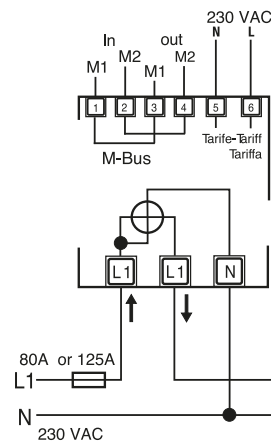 230 VAC
In out N L
M1 M2 M1 M2
1 2 3 4 5 6
M-Bus
Tarife-Tariff
Tariffa
L1 L1 N
80A or 125A
L1
N
230 VAC